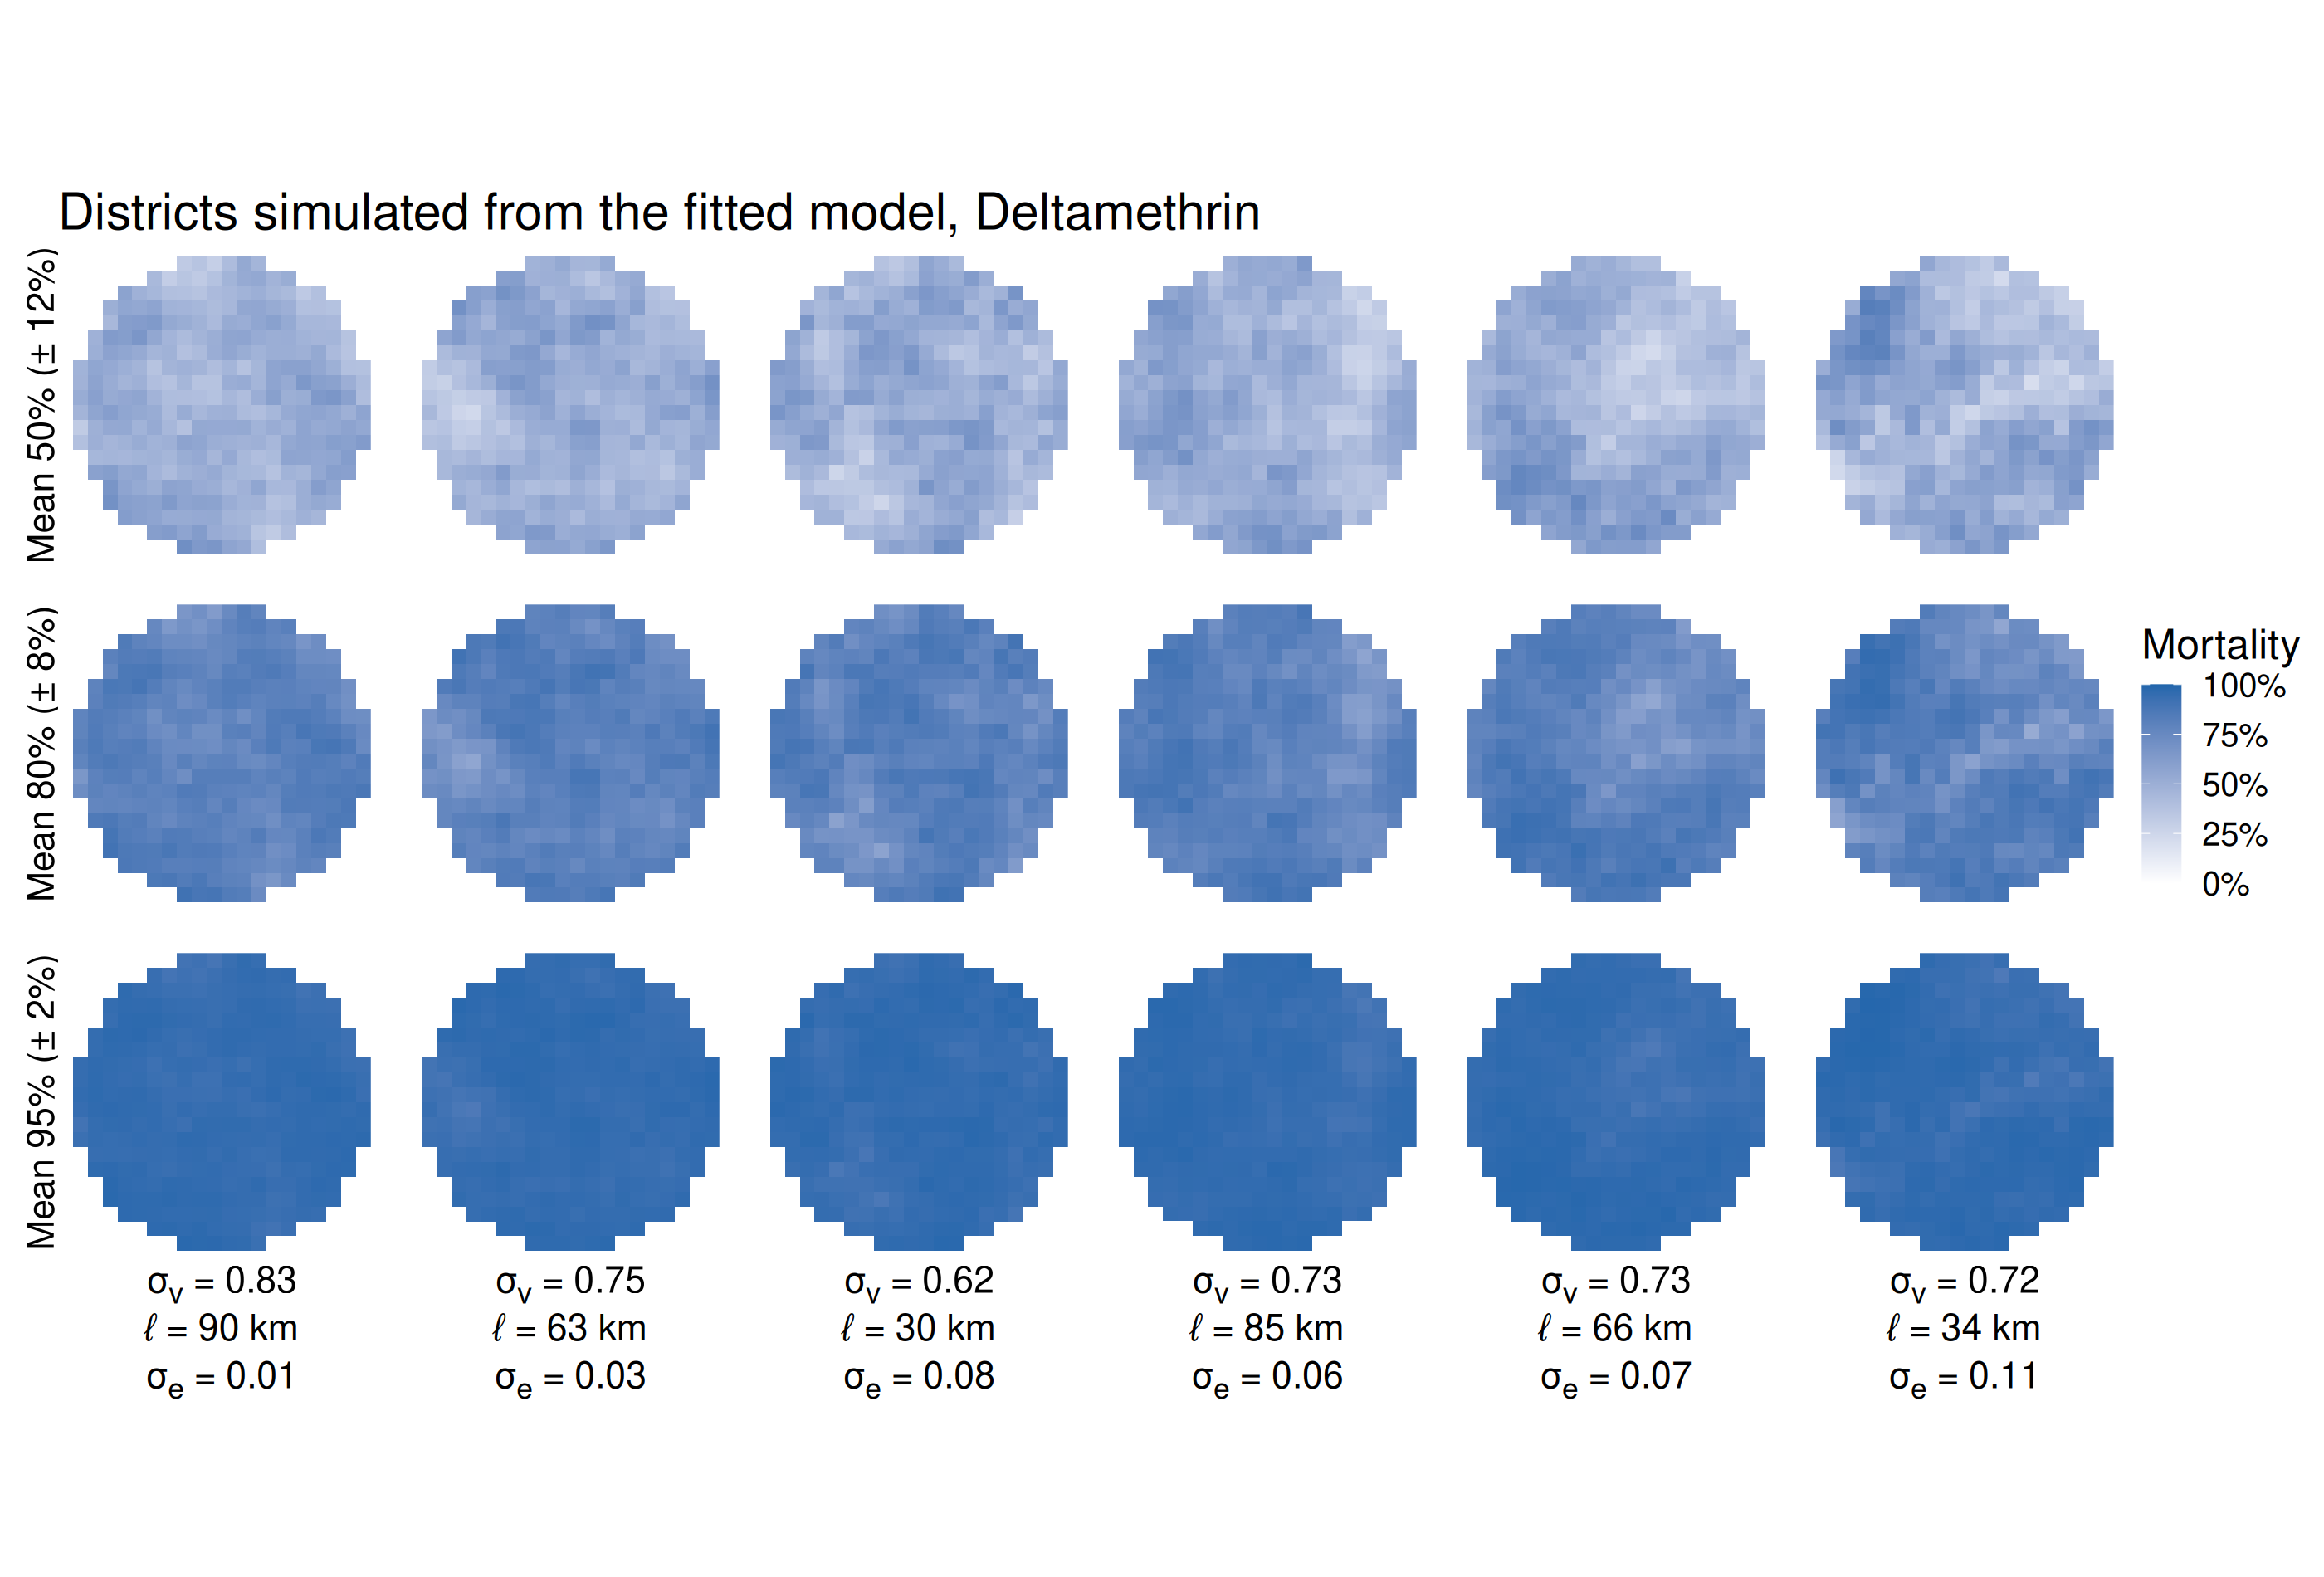 Districts simulated from the fitted model, Deltamethrin
Mean 50% (± 12%)
Mean 80% (± 8%)
Mean 95% (± 2%)
Mortality
100%
75%
50%
25%
0%
σv = 0.83
ℓ = 90 km
σe = 0.01
σv = 0.75
ℓ = 63 km
σe = 0.03
σv = 0.62
ℓ = 30 km
σe = 0.08
σv = 0.73
ℓ = 85 km
σe = 0.06
σv = 0.73
ℓ = 66 km
σe = 0.07
σv = 0.72
ℓ = 34 km
σe = 0.11